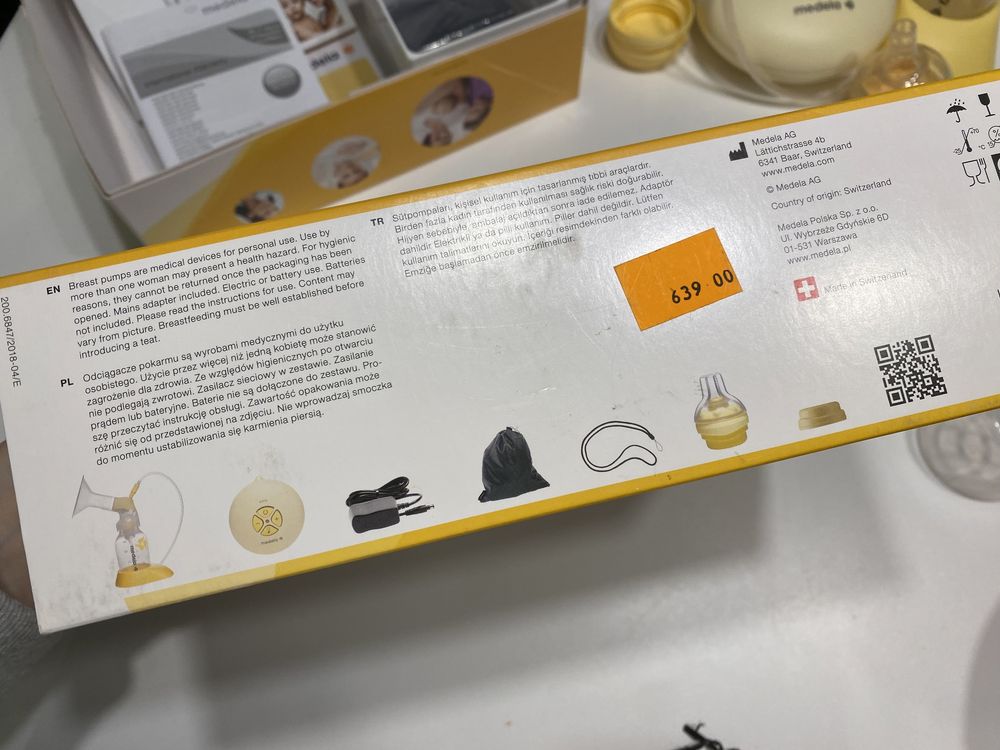 medela
medela
200.6847/2018-04/E
EN
Breast pumps are medical devices for personal use. Use by
more than one woman may present a health hazard. For hygienic
reasons, they cannot be returned once the packaging has been
opened. Mains adapter included. Electric or battery use. Batteries
not included. Please read the instructions for use. Content may
vary from picture. Breastfeeding must be well established before
introducing a teat.
PL
Odciągacze pokarmu są wyrobami medycznymi do użytku
osobistego. Użycie przez więcej niż jedną kobietę może stanowić
zagrożenie dla zdrowia. Ze względów higienicznych po otwarciu
nie podlegają zwrotowi. Zasilacz sieciowy w zestawie. Zasilanie
prądem lub bateryjne. Baterie nie są dołączone do zestawu. Pro-
szę przeczytać instrukcję obsługi. Zawartość opakowania może
różnić się od przedstawionej na zdjęciu. Nie wprowadzaj smoczka
do momentu ustabilizowania się karmienia piersią.
TR
Sütpompaları, kişisel kullanım için tasarlanmış tıbbi araçlardır.
Birden fazla kadın tarafından kullanılması sağlık riski doğurabilir.
Hijyen sebebiyle, ambalaj açıldıktan sonra iade edilemez. Adaptör
dahildir Elektrikli ya da pilli kullanım. Piller dahil değildir. Lütfen
kullanım talimatlarını okuyun. İçeriği resimdekinden farklı olabilir.
Emziğe başlamadan önce emzirilmelidir.
639 00
Medela AG
Lättichstrasse 4b
6341 Baar, Switzerland
www.medela.com
© Medela AG
Country of origin: Switzerland
Medela Polska Sp. z o.o.
Ul. Wybrzeże Gdyńskie 6D
01-531 Warszawa
www.medela.pl
Made in Switzerland
medela
medela